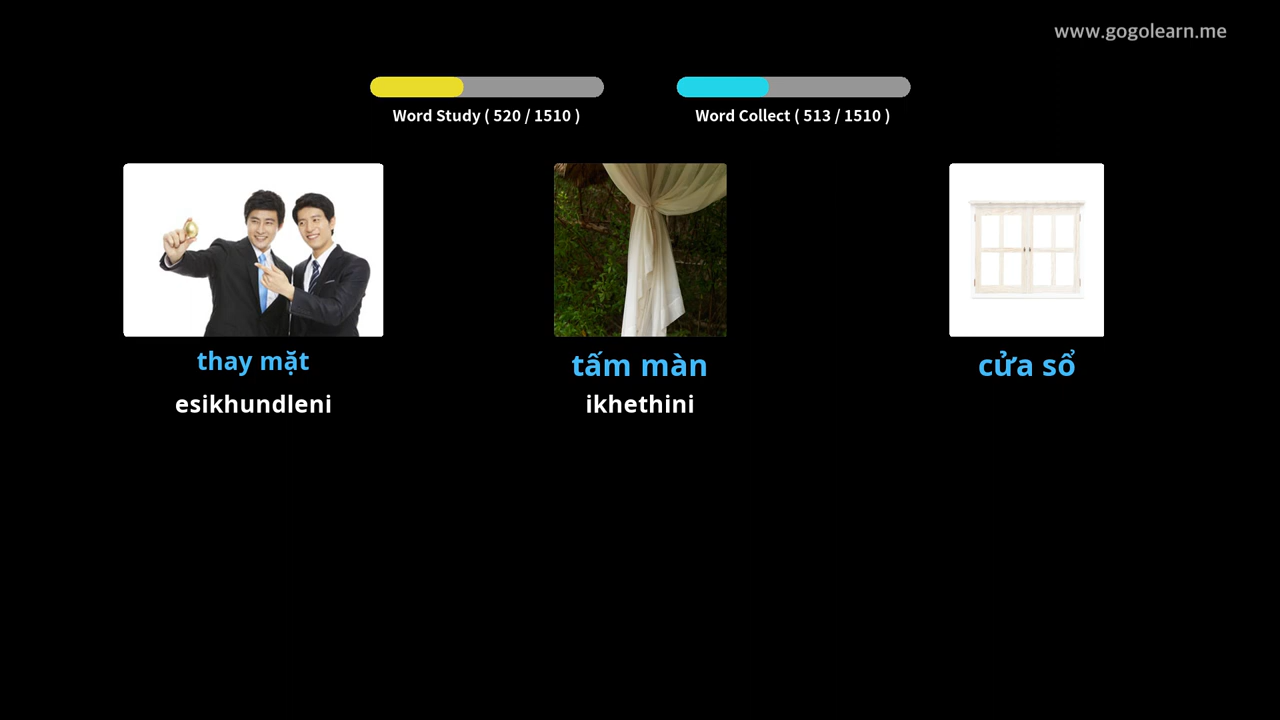 www.gogolearn.me
Word Study ( 520 / 1510 )
Word Collect ( 513 / 1510 )
thay mặt
esikhundleni
tấm màn
ikhethini
cửa sổ